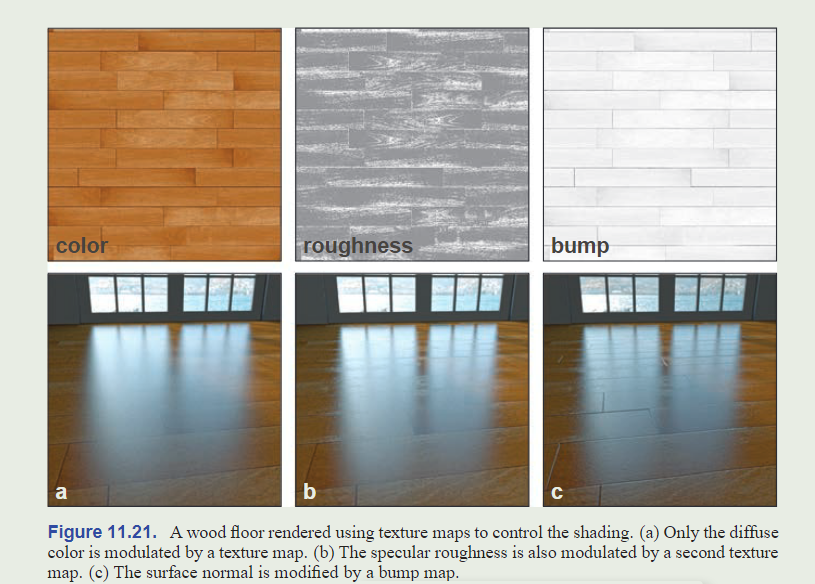 color
roughness
bump
a
b
c
Figure 11.21. A wood floor rendered using texture maps to control the shading. (a) Only the diffuse
color is modulated by a texture map. (b) The specular roughness is also modulated by a second texture
map. (c) The surface normal is modified by a bump map.